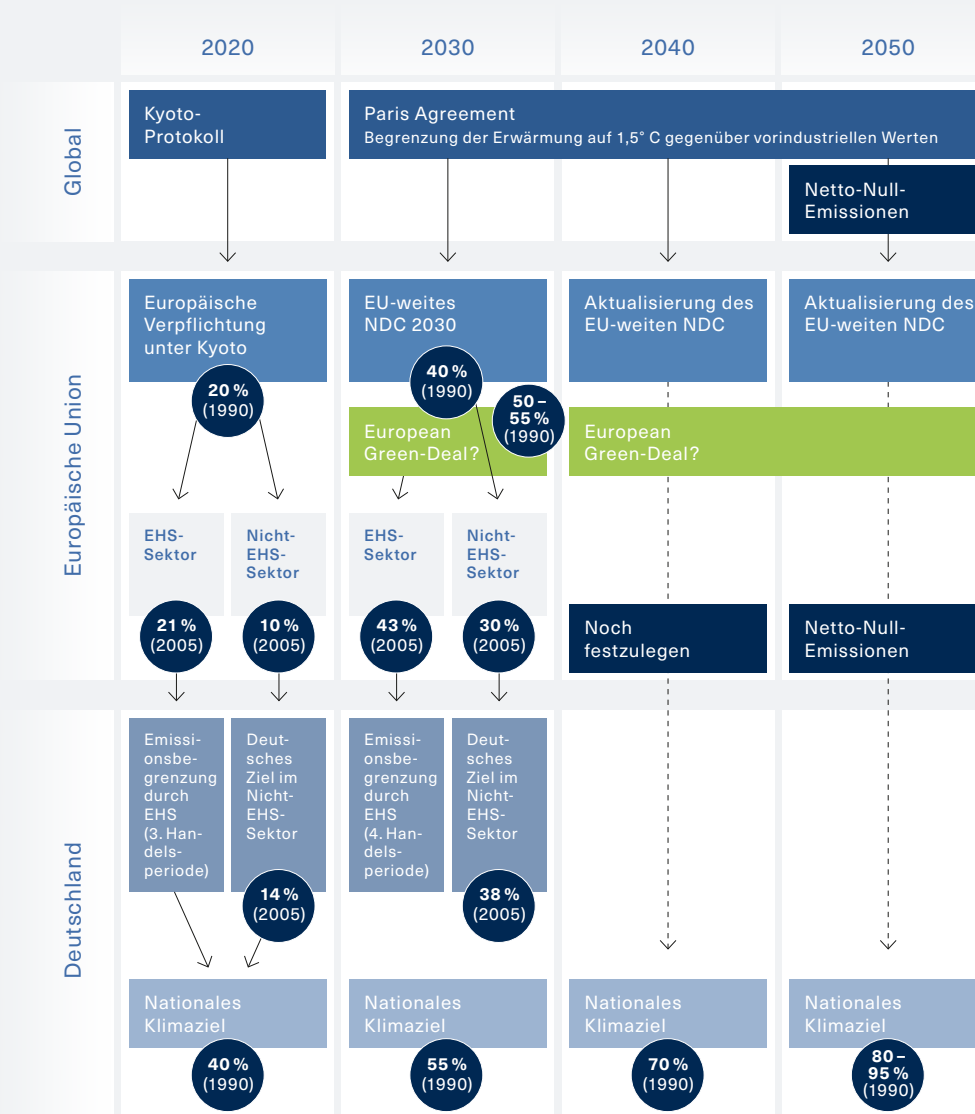 2020
2030
2040
2050
Global
Kyoto-
Protokoll
Paris Agreement
Begrenzung der Erwärmung auf 1,5° C gegenüber vorindustriellen Werten
Netto-Null-
Emissionen
Europäische Union
Europäische
Verpflichtung
unter Kyoto
20 %
(1990)
EU-weites
NDC 2030
40 %
(1990)
50 –
55 %
(1990)
Aktualisierung des
EU-weiten NDC
Aktualisierung des
EU-weiten NDC
European
Green-Deal?
European
Green-Deal?
EHS-
Sektor
21 %
(2005)
Nicht-
EHS-
Sektor
10 %
(2005)
EHS-
Sektor
43 %
(2005)
Nicht-
EHS-
Sektor
30 %
(2005)
Noch
festzulegen
Netto-Null-
Emissionen
Deutschland
Emissi-
onsbe-
grenzung
durch
EHS
(3. Han-
dels-
periode)
Deut-
sches
Ziel im
Nicht-
EHS-
Sektor
14 %
(2005)
Emissi-
onsbe-
grenzung
durch
EHS
(4. Han-
dels-
periode)
Deut-
sches
Ziel im
Nicht-
EHS-
Sektor
38 %
(2005)
Nationales
Klimaziel
40 %
(1990)
Nationales
Klimaziel
55 %
(1990)
Nationales
Klimaziel
70 %
(1990)
Nationales
Klimaziel
80 –
95 %
(1990)